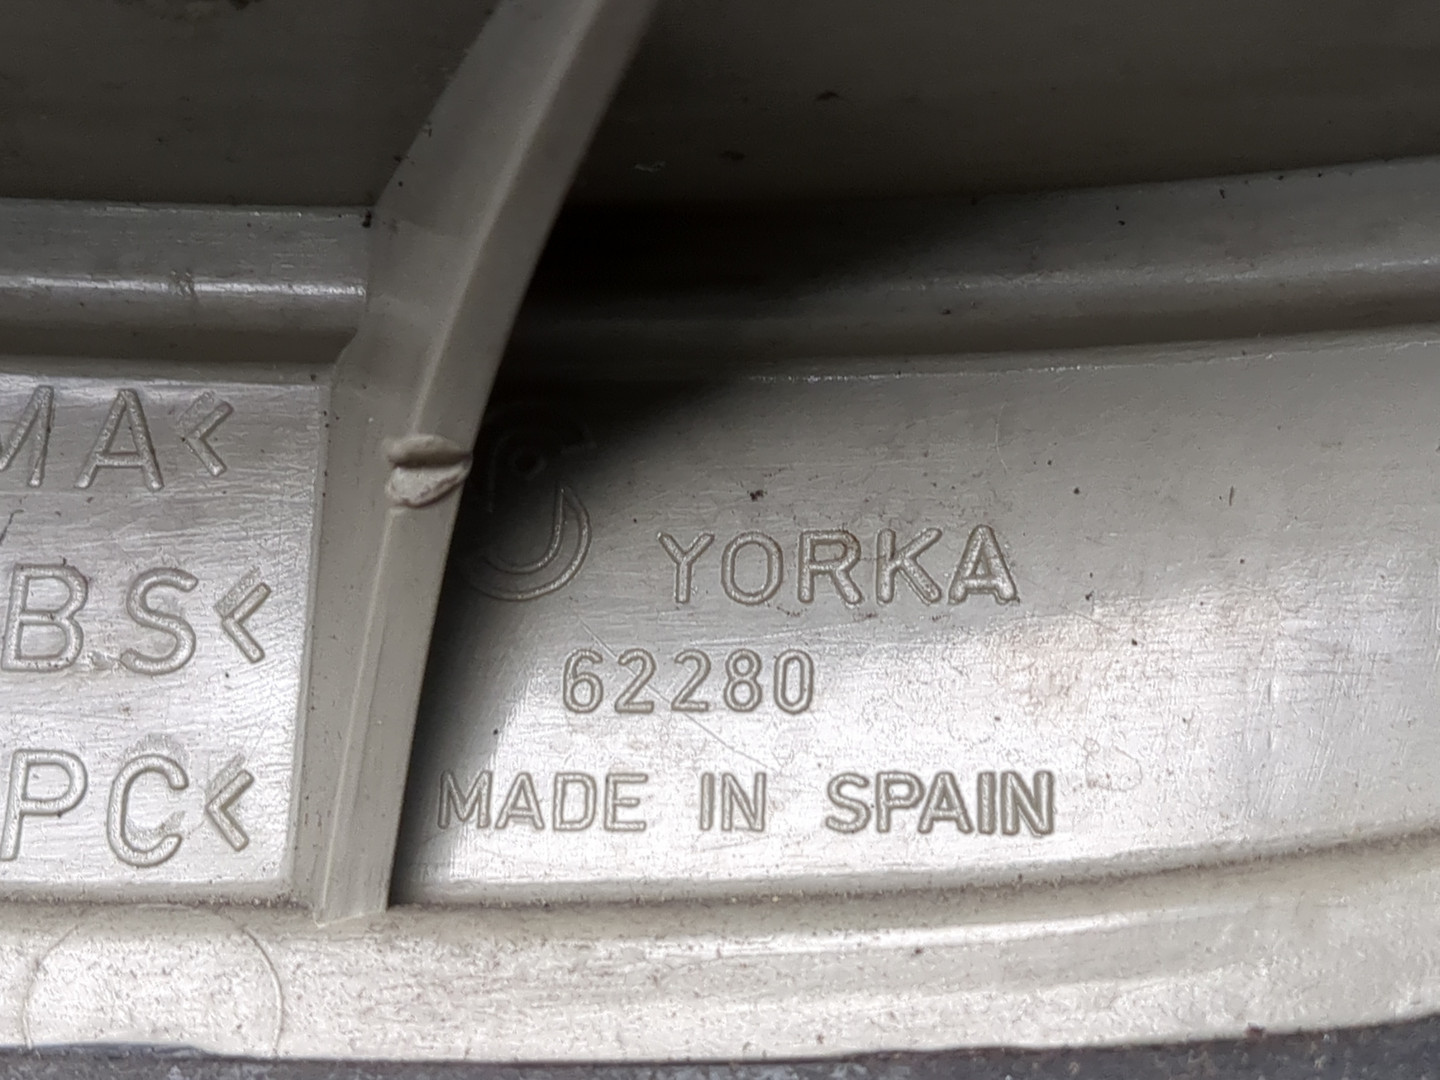 MA<
BS<
PC<
YORKA
62280
MADE IN SPAIN